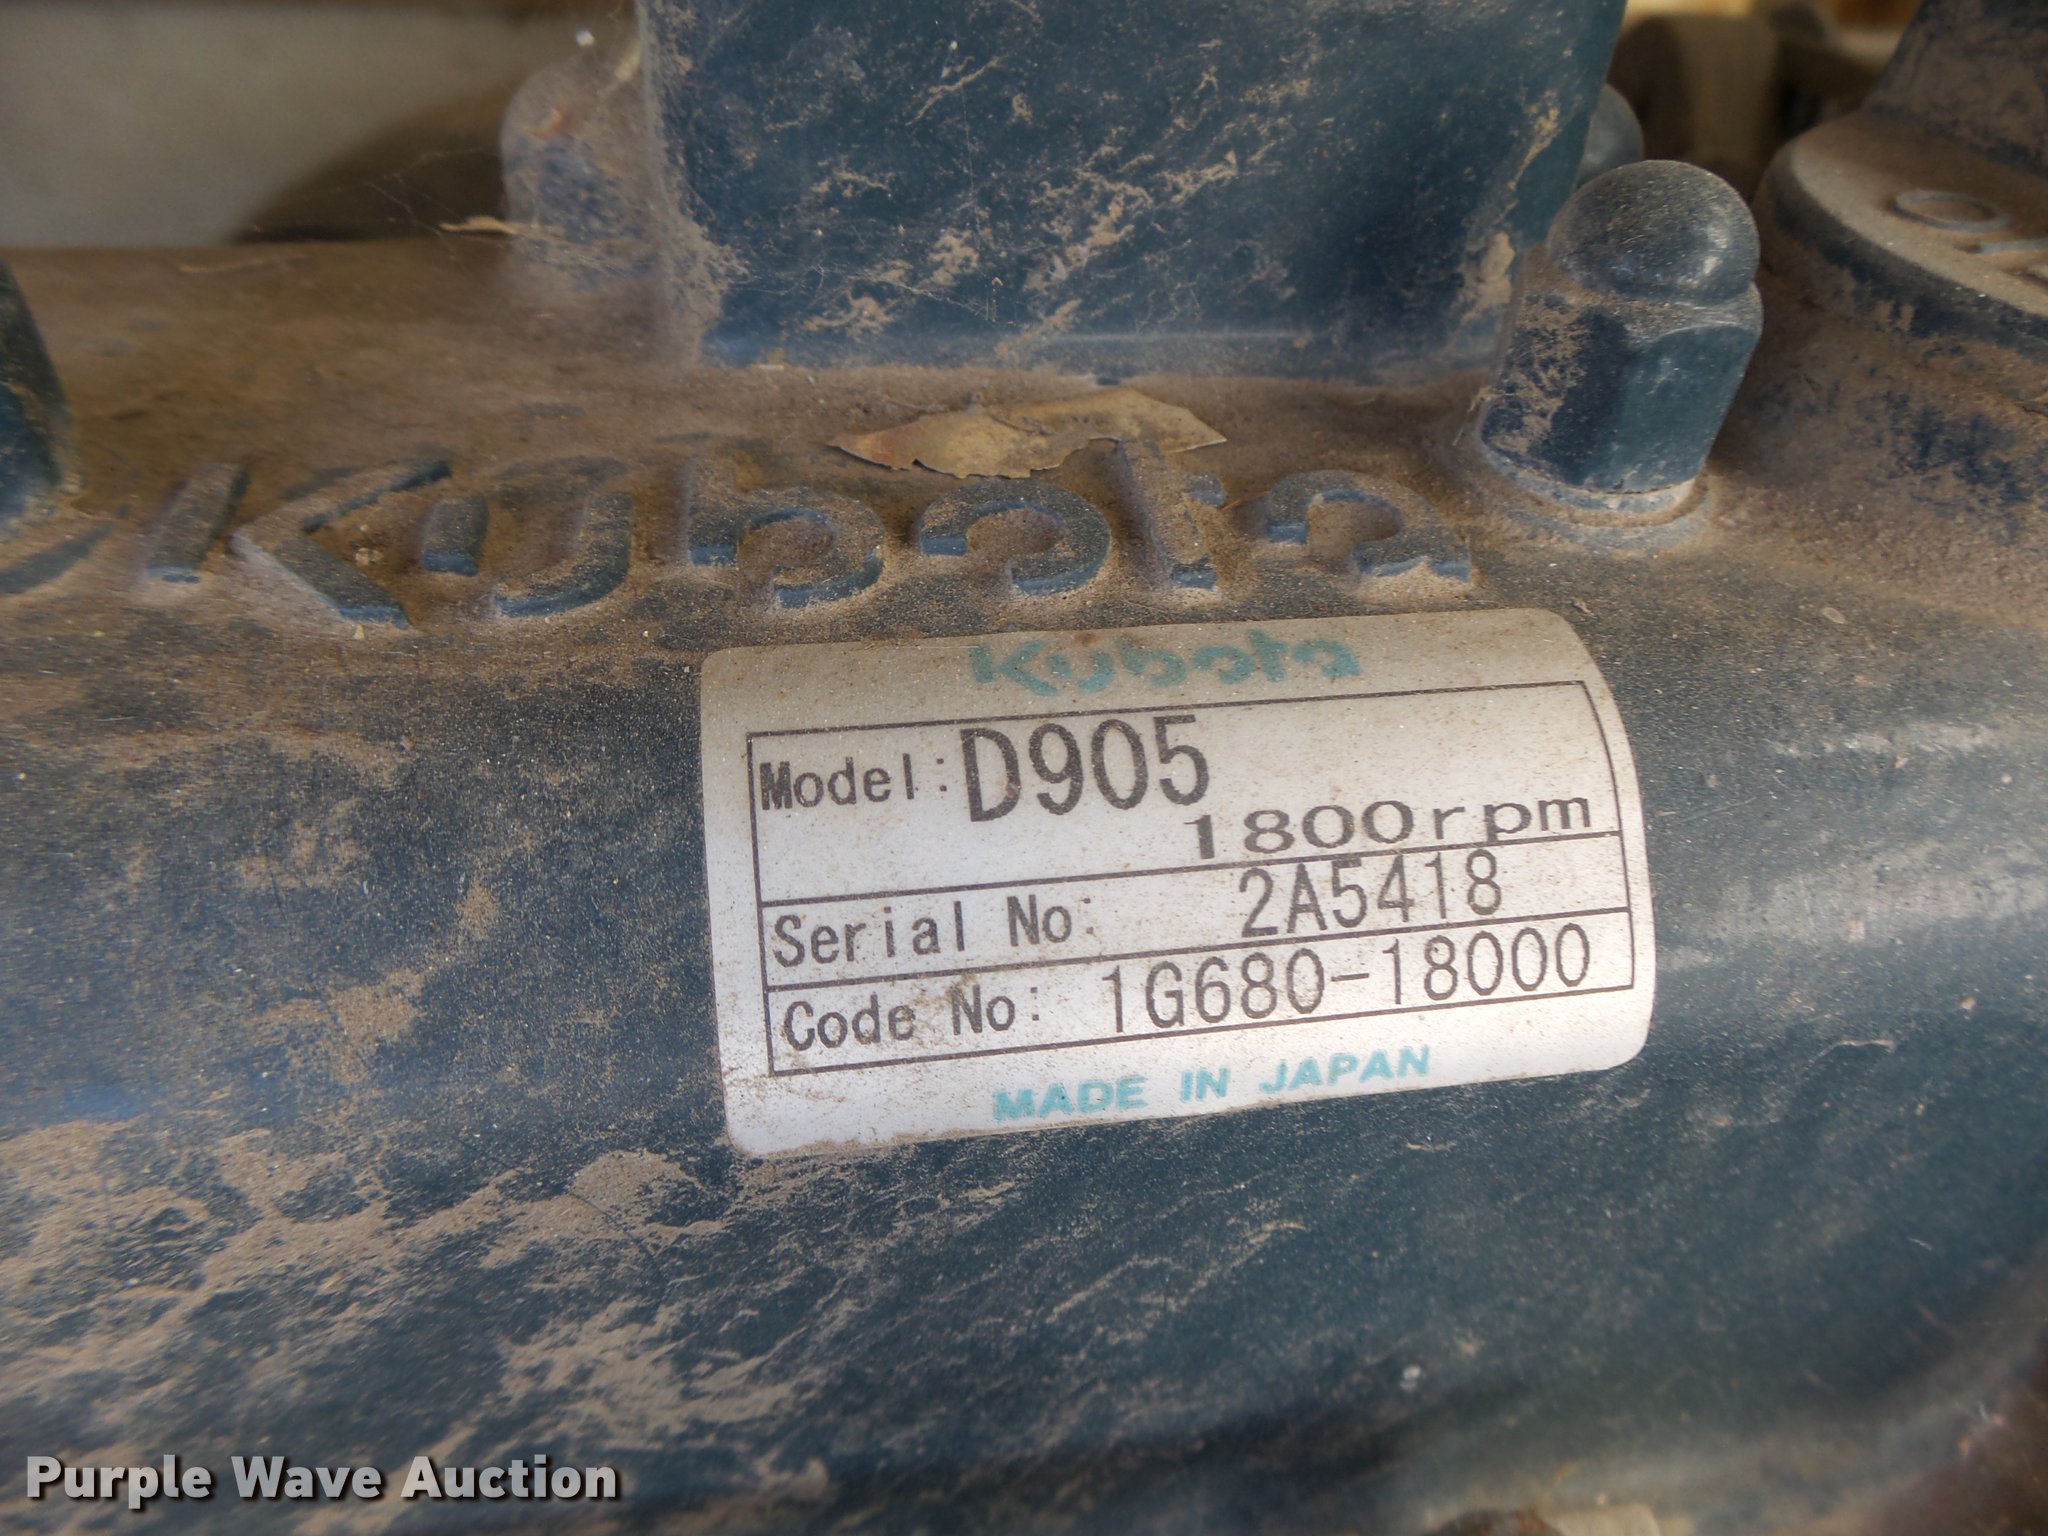 Kubota
Kubota
Model: D905
1800rpm
Serial No: 2A5418
Code No: 1G680-18000
MADE IN JAPAN
Purple Wave Auction